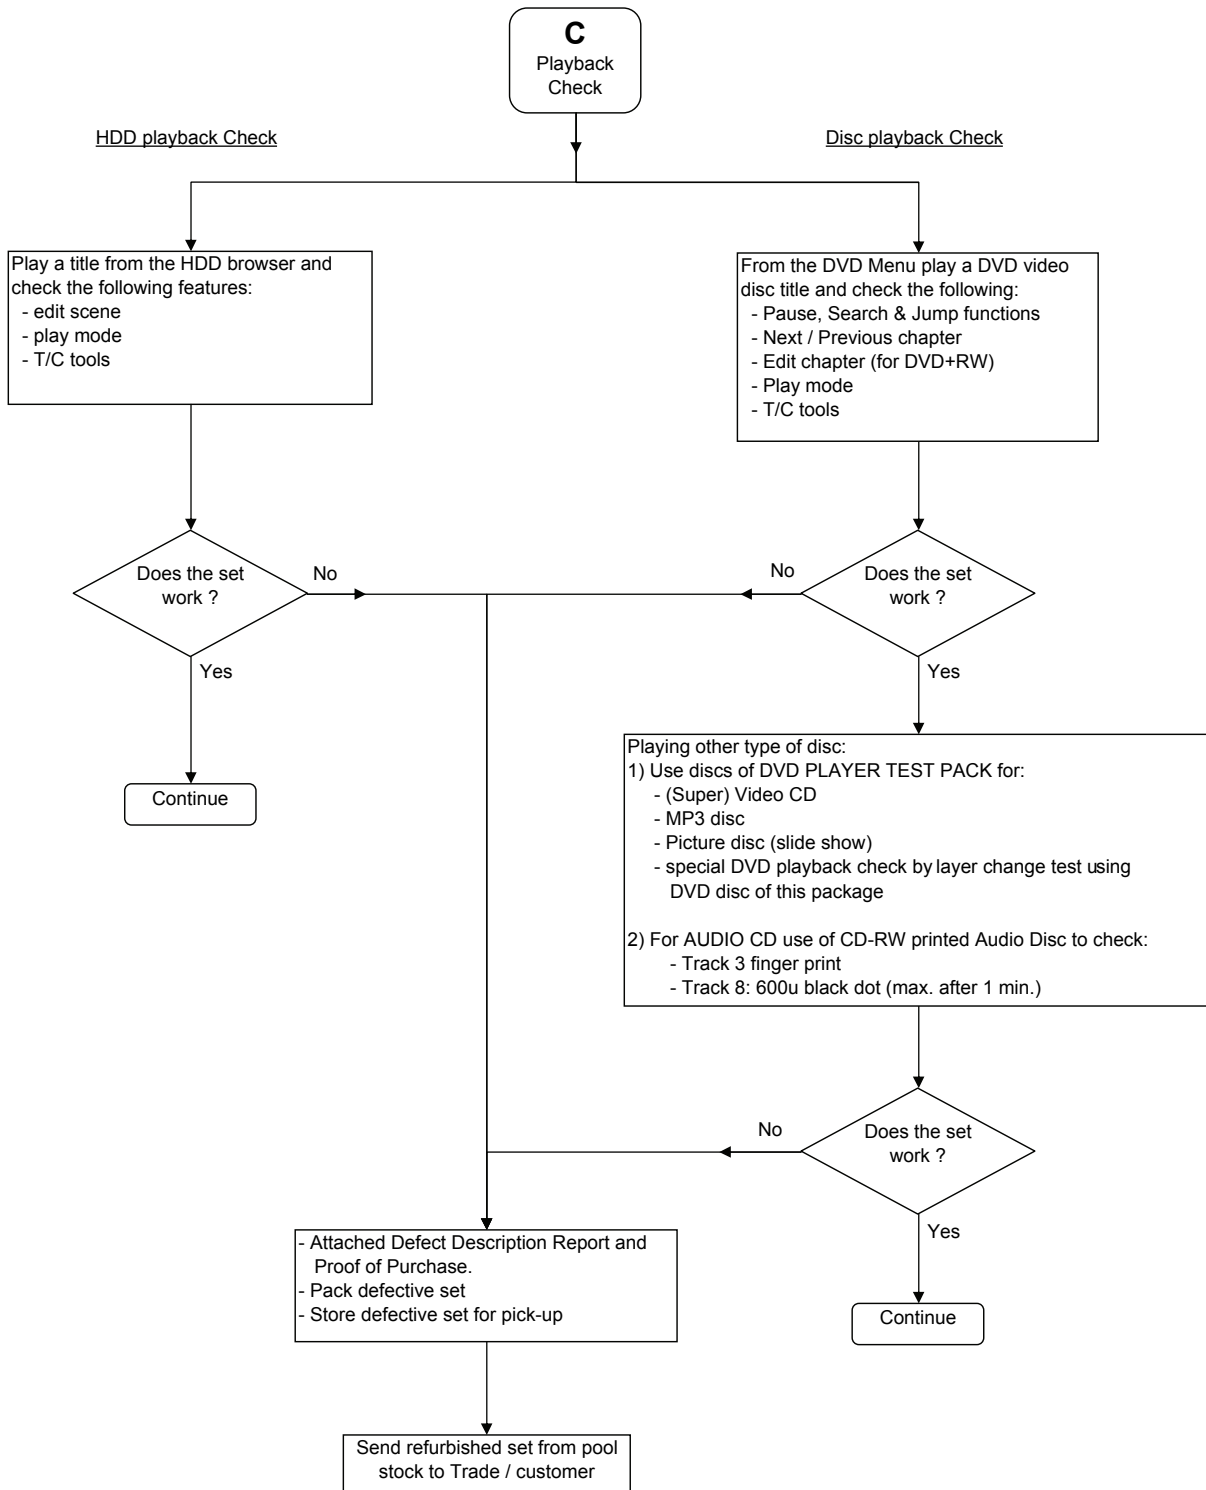 C
Playback
Check
HDD playback Check
Disc playback Check
Play a title from the HDD browser and
check the following features:
- edit scene
- play mode
- T/C tools
From the DVD Menu play a DVD video
disc title and check the following:
- Pause, Search & Jump functions
- Next / Previous chapter
- Edit chapter (for DVD+RW)
- Play mode
- T/C tools
Does the set
work ?
No
Yes
Continue
No
Does the set
work ?
Yes
Playing other type of disc:
1) Use discs of DVD PLAYER TEST PACK for:
- (Super) Video CD
- MP3 disc
- Picture disc (slide show)
- special DVD playback check by layer change test using
DVD disc of this package
2) For AUDIO CD use of CD-RW printed Audio Disc to check:
- Track 3 finger print
- Track 8: 600u black dot (max. after 1 min.)
No
Does the set
work ?
Yes
Continue
- Attached Defect Description Report and
Proof of Purchase.
- Pack defective set
- Store defective set for pick-up
Send refurbished set from pool
stock to Trade / customer